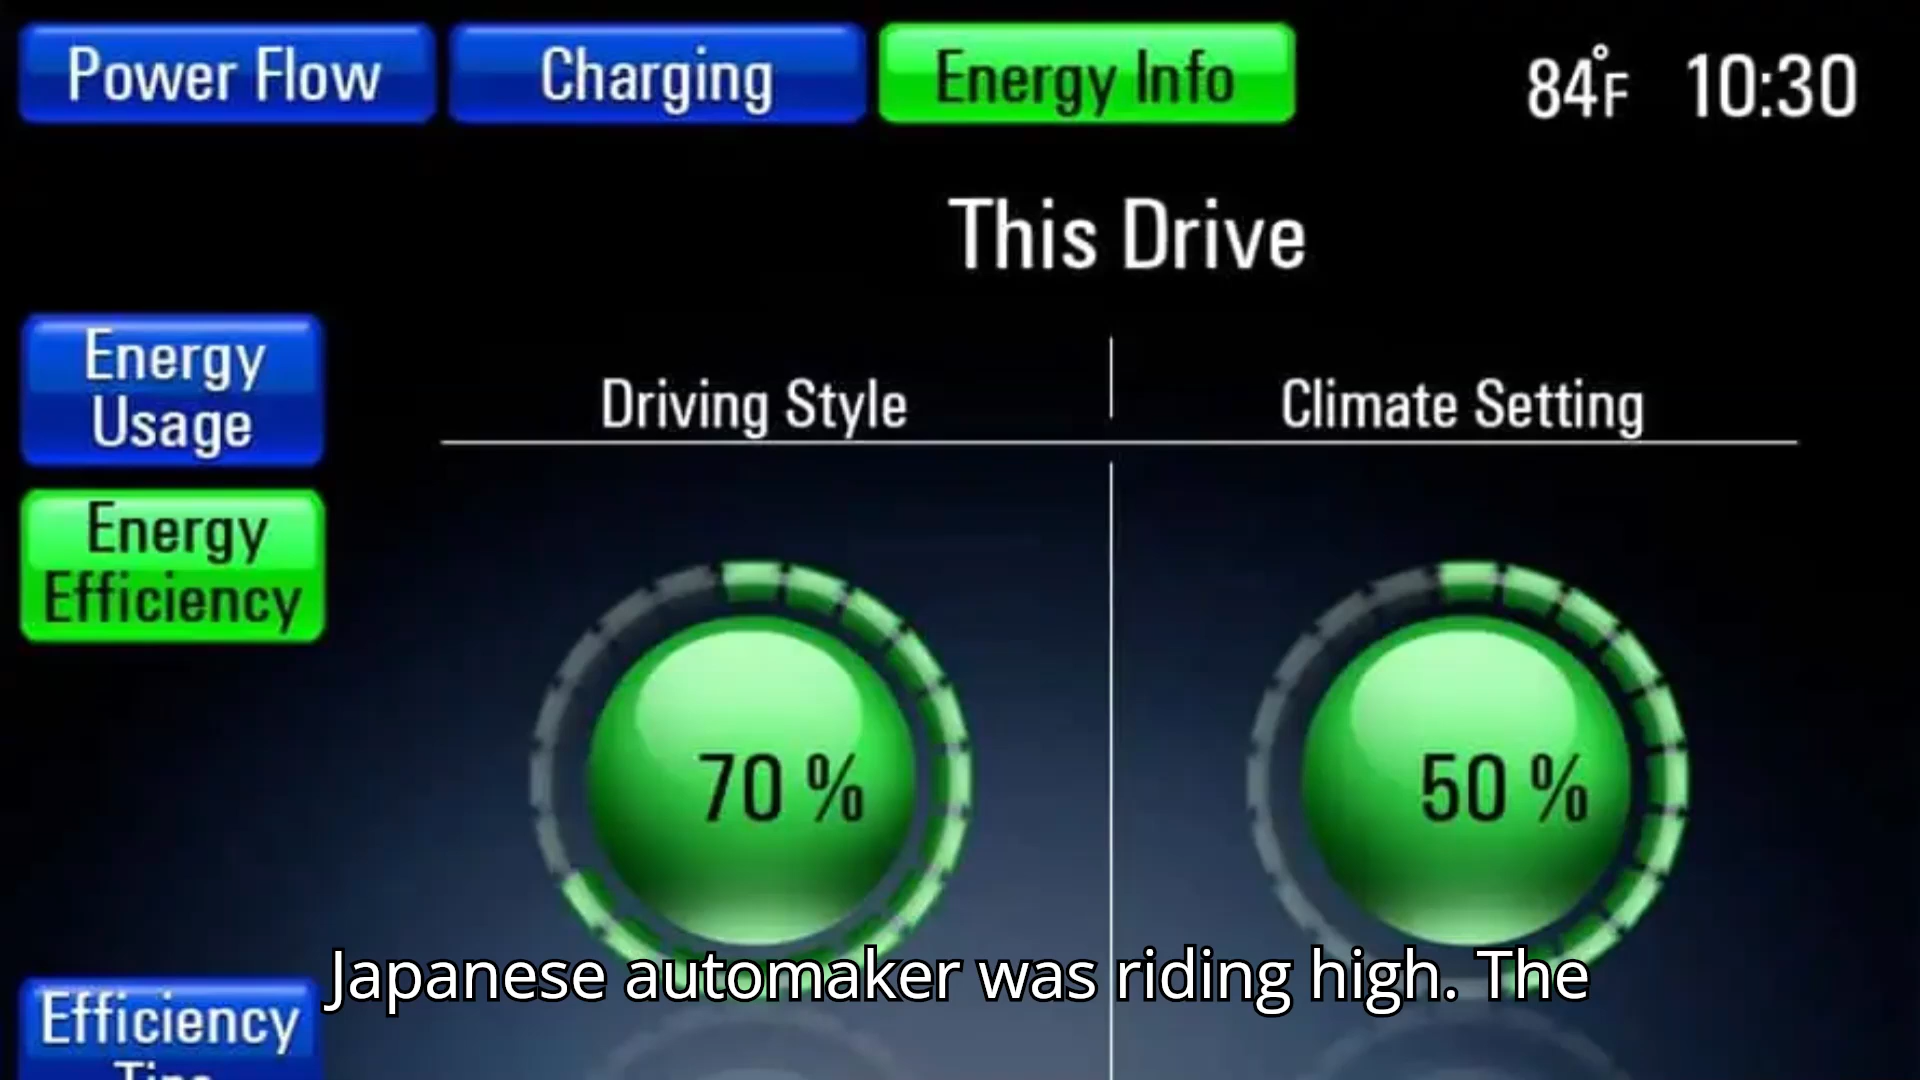 Power Flow
Charging
Energy Info
84°F 10:30
This Drive
Energy
Usage
Driving Style
Climate Setting
Energy
Efficiency
70 %
50 %
Japanese automaker was riding high. The
Efficiency